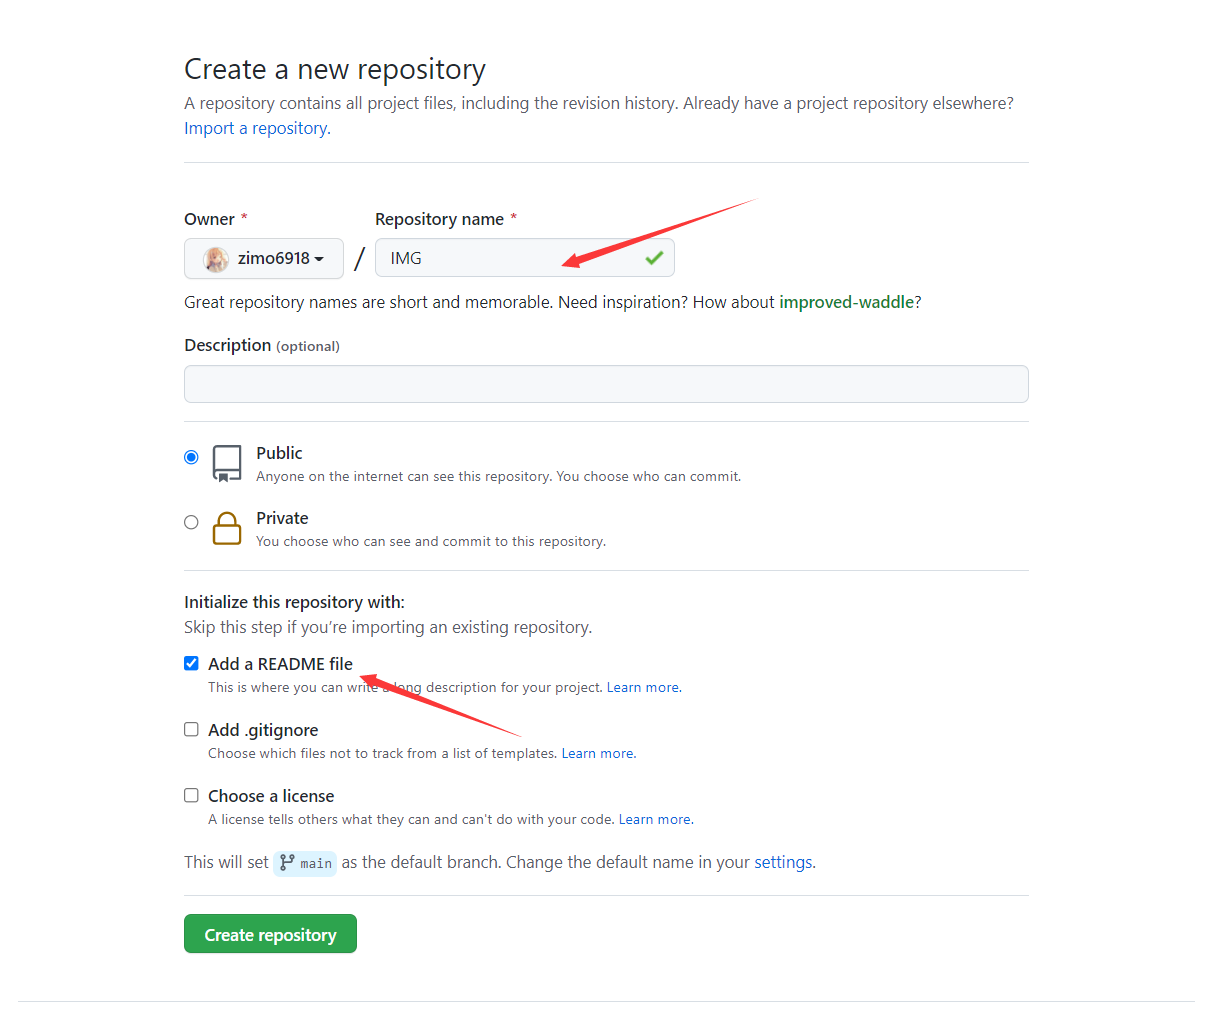 Create a new repository
A repository contains all project files, including the revision history. Already have a project repository elsewhere?
Import a repository.
Owner * Repository name *
zimo6918 / IMG
Great repository names are short and memorable. Need inspiration? How about improved-waddle?
Description (optional)
Public
Anyone on the internet can see this repository. You choose who can commit.
Private
You choose who can see and commit to this repository.
Initialize this repository with:
Skip this step if you’re importing an existing repository.
Add a README file
This is where you can write a long description for your project. Learn more.
Add .gitignore
Choose which files not to track from a list of templates. Learn more.
Choose a license
A license tells others what they can and can't do with your code. Learn more.
This will set main as the default branch. Change the default name in your settings.
Create repository